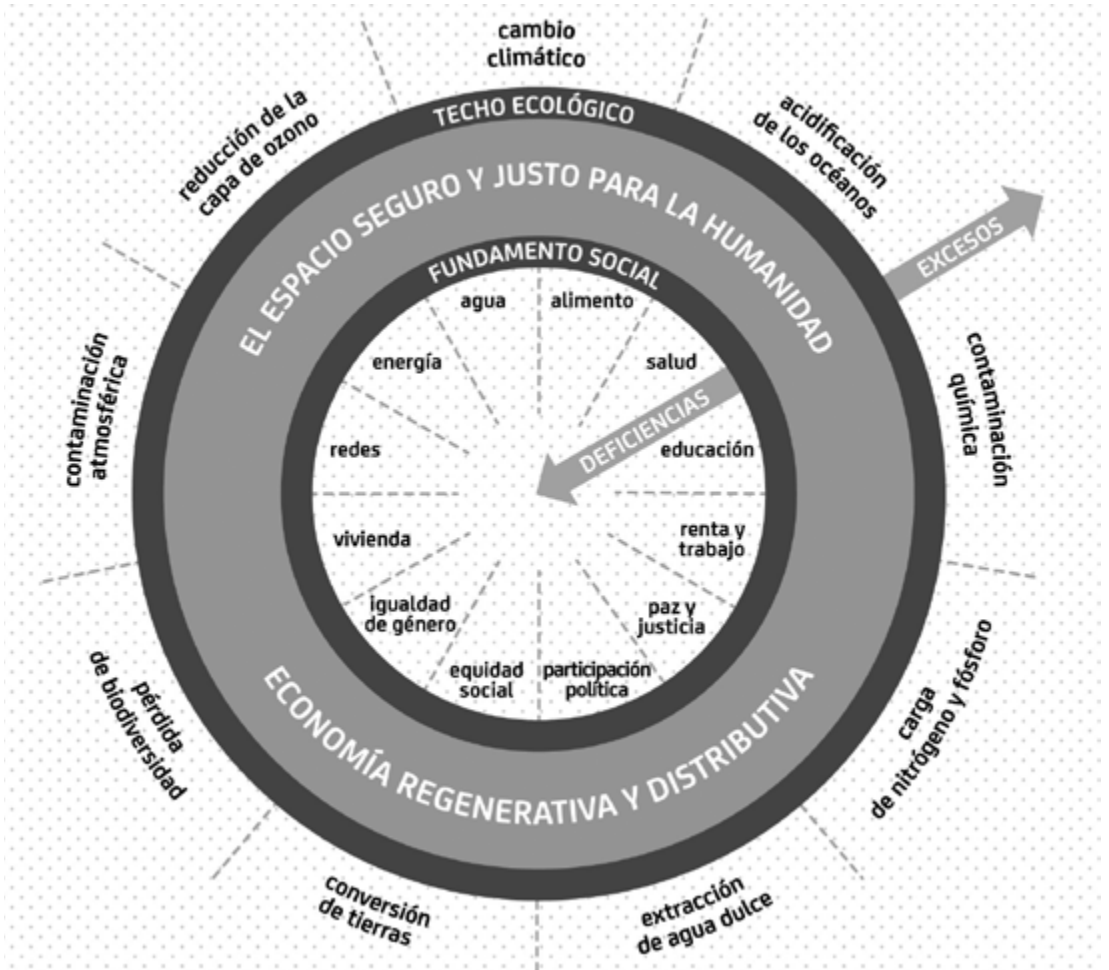 cambio
climático
acidificación
de los océanos
contaminación
química
carga
de nitrógeno y fósforo
extracción
de agua dulce
conversión
de tierras
pérdida
de biodiversidad
contaminación
atmosférica
reducción de la
capa de ozono
TECHO ECOLÓGICO
EL ESPACIO SEGURO Y JUSTO PARA LA HUMANIDAD
EXCESOS
FUNDAMENTO SOCIAL
agua
alimento
energía
salud
DEFICIENCIAS
redes
educación
vivienda
renta y
trabajo
igualdad
de género
paz y
justicia
equidad
social
participación
política
ECONOMÍA REGENERATIVA Y DISTRIBUTIVA